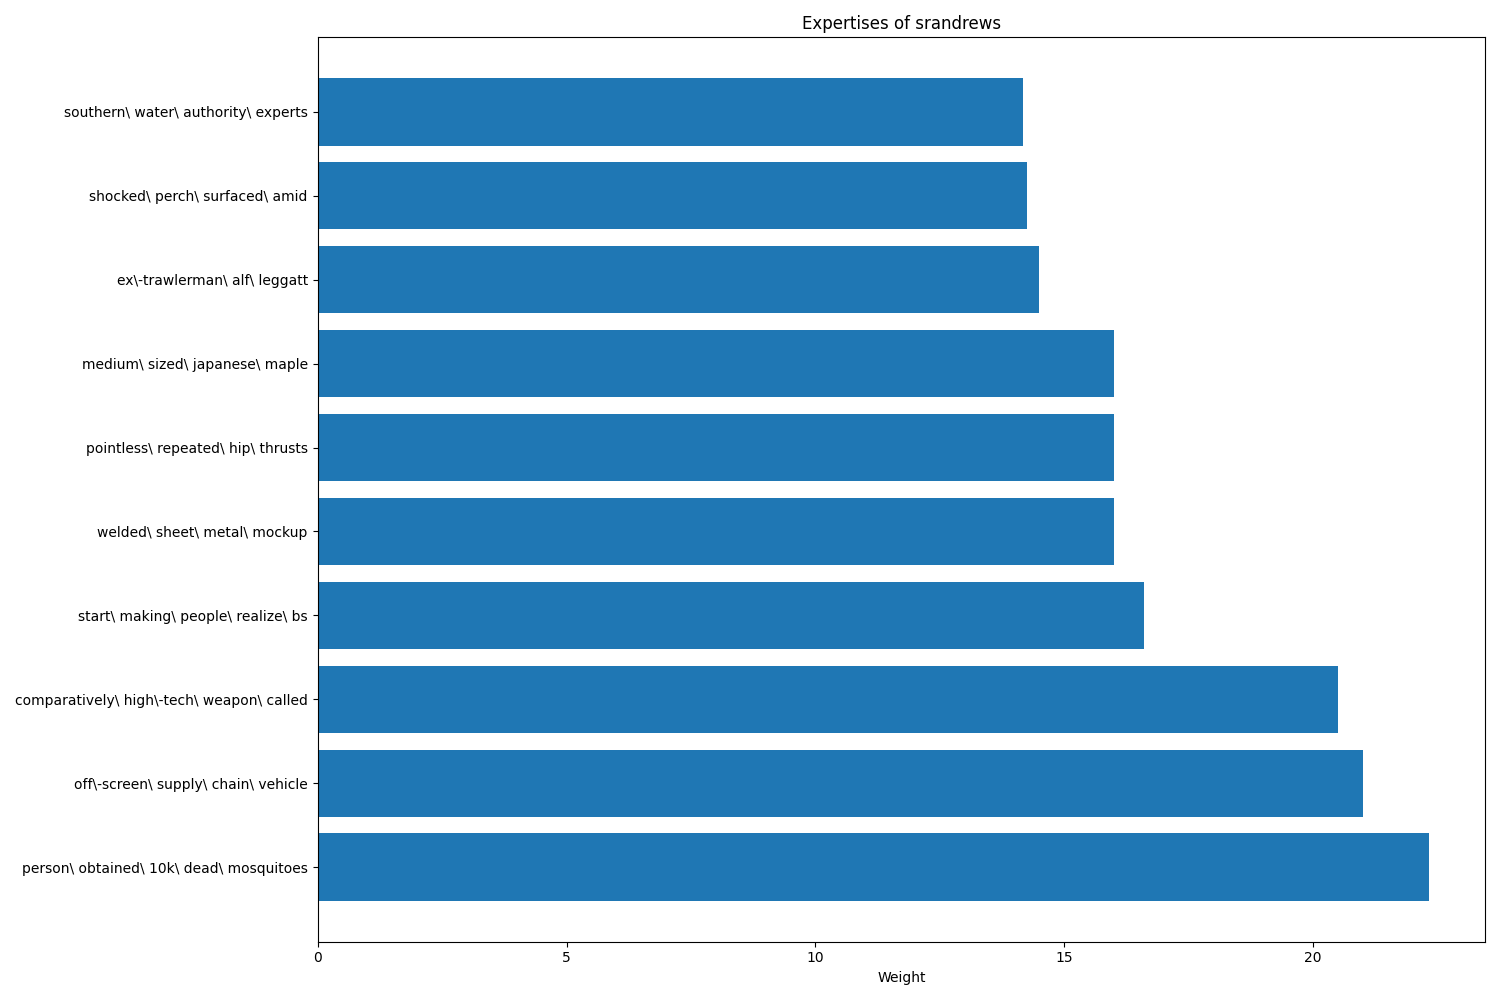 Expertises of srandrews
southern\ water\ authority\ experts
shocked\ perch\ surfaced\ amid
ex\-trawlerman\ alf\ leggatt
medium\ sized\ japanese\ maple
pointless\ repeated\ hip\ thrusts
welded\ sheet\ metal\ mockup
start\ making\ people\ realize\ bs
comparatively\ high\-tech\ weapon\ called
off\-screen\ supply\ chain\ vehicle
person\ obtained\ 10k\ dead\ mosquitoes
0 5 10 15 20
Weight